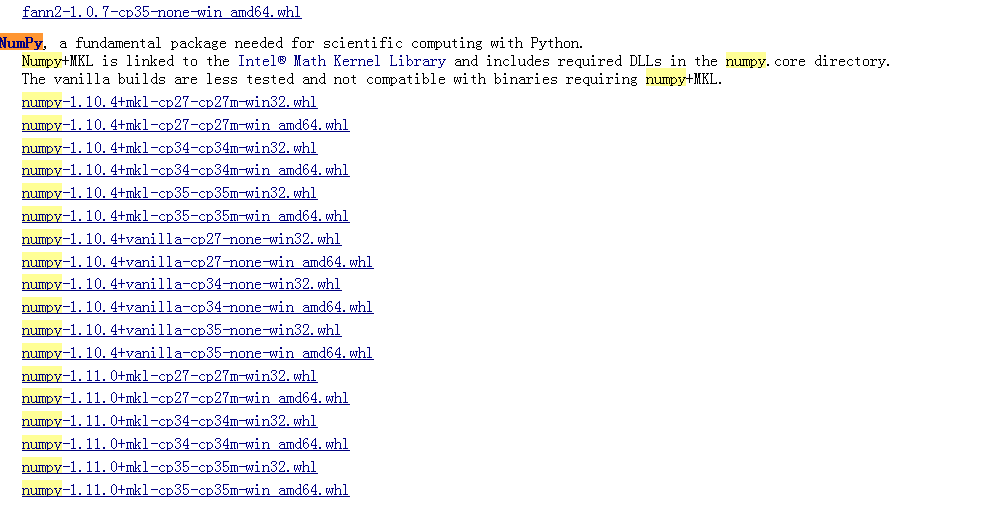 fann2-1.0.7-cp35-none-win_amd64.whl
NumPy, a fundamental package needed for scientific computing with Python.
Numpy+MKL is linked to the Intel® Math Kernel Library and includes required DLLs in the numpy.core directory.
The vanilla builds are less tested and not compatible with binaries requiring numpy+MKL.
numpy-1.10.4+mkl-cp27-cp27m-win32.whl
numpy-1.10.4+mkl-cp27-cp27m-win_amd64.whl
numpy-1.10.4+mkl-cp34-cp34m-win32.whl
numpy-1.10.4+mkl-cp34-cp34m-win_amd64.whl
numpy-1.10.4+mkl-cp35-cp35m-win32.whl
numpy-1.10.4+mkl-cp35-cp35m-win_amd64.whl
numpy-1.10.4+vanilla-cp27-none-win32.whl
numpy-1.10.4+vanilla-cp27-none-win_amd64.whl
numpy-1.10.4+vanilla-cp34-none-win32.whl
numpy-1.10.4+vanilla-cp34-none-win_amd64.whl
numpy-1.10.4+vanilla-cp35-none-win32.whl
numpy-1.10.4+vanilla-cp35-none-win_amd64.whl
numpy-1.11.0+mkl-cp27-cp27m-win32.whl
numpy-1.11.0+mkl-cp27-cp27m-win_amd64.whl
numpy-1.11.0+mkl-cp34-cp34m-win32.whl
numpy-1.11.0+mkl-cp34-cp34m-win_amd64.whl
numpy-1.11.0+mkl-cp35-cp35m-win32.whl
numpy-1.11.0+mkl-cp35-cp35m-win_amd64.whl